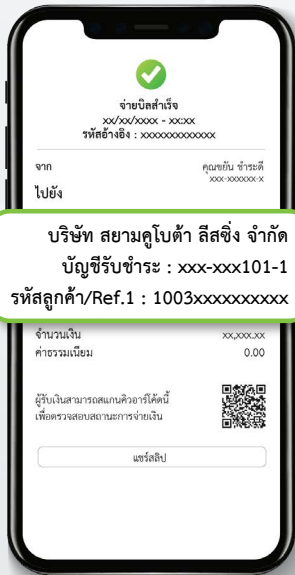 จ่ายบิลสำเร็จ
xx/xx/xxxx - xx:xx
รหัสอ้างอิง : xxxxxxxxxxxxx
จาก คุณขยัน ชำระดี
xxx-xxxxxx-x
ไปยัง
บริษัท สยามคูโบต้า ลีสซิ่ง จำกัด
บัญชีรับชำระ : xxx-xxx101-1
รหัสลูกค้า/Ref.1 : 1003xxxxxxxxxx
จำนวนเงิน xx,xxx.xx
ค่าธรรมเนียม 0.00
ผู้รับเงินสามารถสแกนคิวอาร์โค้ดนี้
เพื่อตรวจสอบสถานะการจ่ายเงิน
แชร์สลิป